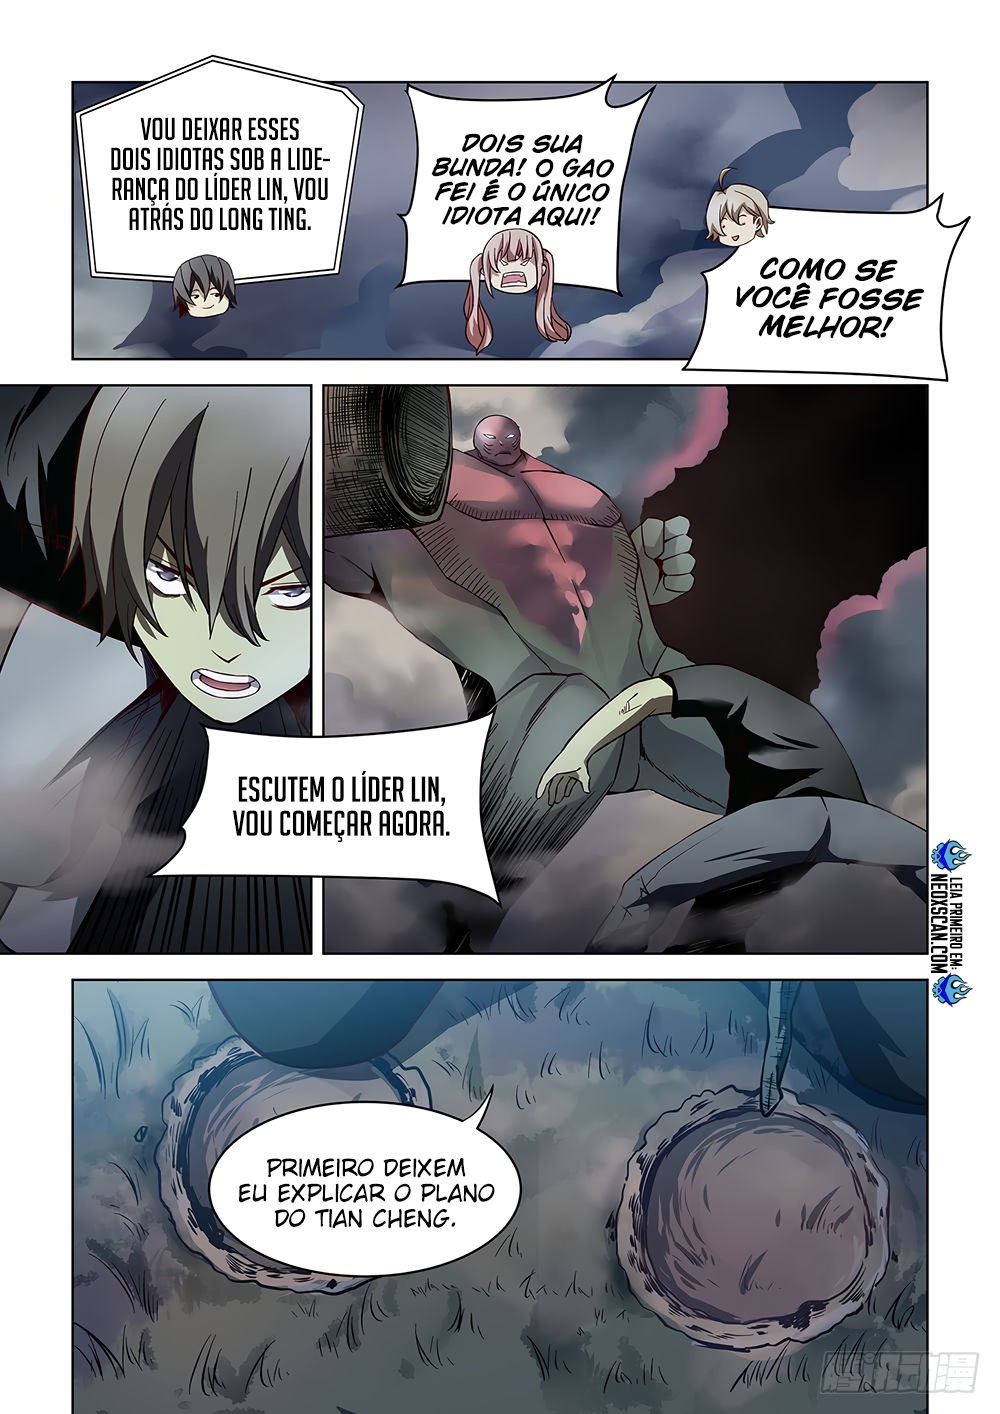 VOU DEIXAR ESSES
DOIS IDIOTAS SOB A LIDE-
RANÇA DO LÍDER LIN, VOU
ATRÁS DO LONG TING.
DOIS SUA
BUNDA! O GAO
FEI É O ÚNICO
IDIOTA AQUI!
COMO SE
VOCÊ FOSSE
MELHOR!
ESCUTEM O LÍDER LIN,
VOU COMEÇAR AGORA.
LEIA PRIMEIRO EM:
NEOXSCAN.COM
PRIMEIRO DEIXEM
EU EXPLICAR O PLANO
DO TIAN CHENG.